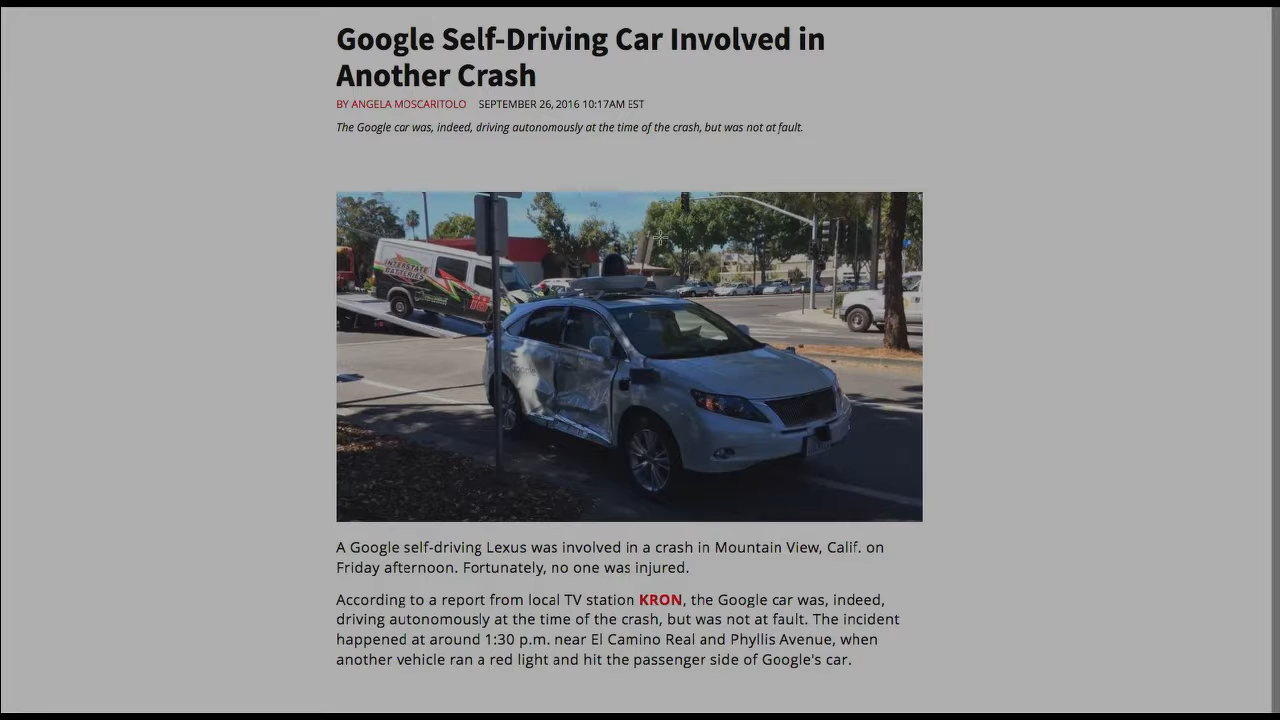 Google Self-Driving Car Involved in
Another Crash
BY ANGELA MOSCARITOLO SEPTEMBER 26, 2016 10:17AM EST
The Google car was, indeed, driving autonomously at the time of the crash, but was not at fault.
INTERSTATE
BATTERIES
18
A Google self-driving Lexus was involved in a crash in Mountain View, Calif. on
Friday afternoon. Fortunately, no one was injured.
According to a report from local TV station KRON, the Google car was, indeed,
driving autonomously at the time of the crash, but was not at fault. The incident
happened at around 1:30 p.m. near El Camino Real and Phyllis Avenue, when
another vehicle ran a red light and hit the passenger side of Google's car.